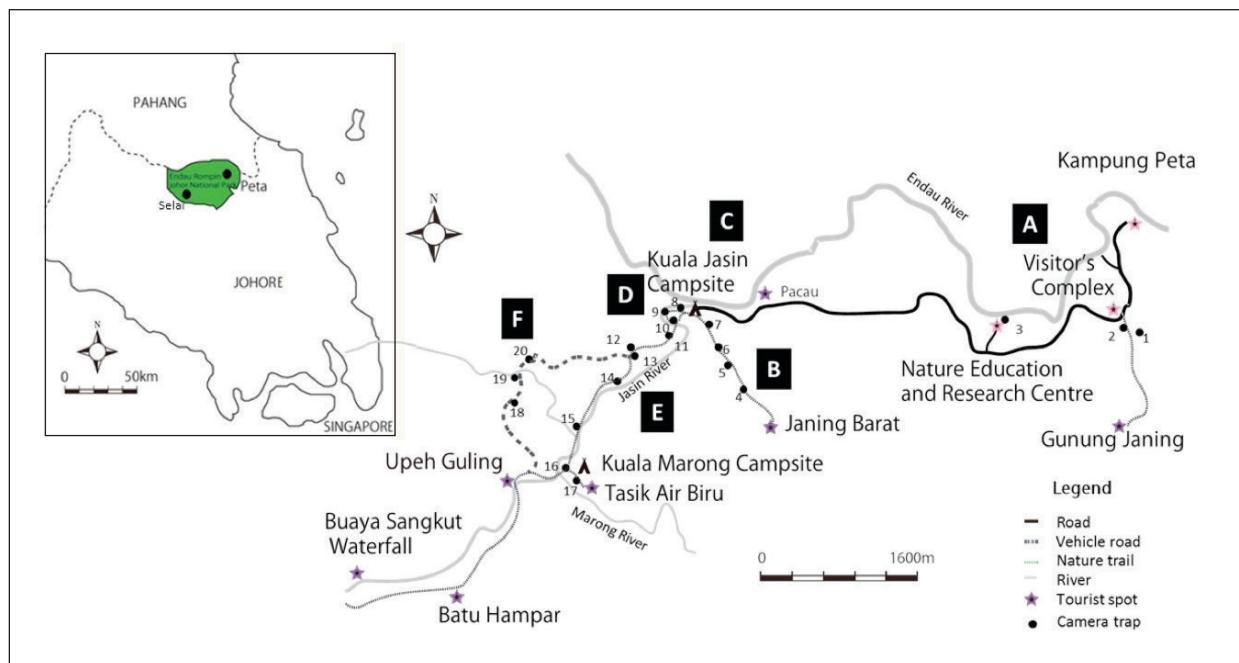 N
PAHANG
Endau Rompin
Johor National Park
Peta
Selai
JOHORE
N
0 50km
SINGAPORE
N
Kampung Peta
Endau River
A
Visitor's
Complex
C
Kuala Jasin
Campsite
Pacau
D
8
9
10
11
7
3
2
1
F
12
13
6
5
20
14
Jasin River
B
4
Nature Education
and Research Centre
19
18
E
15
Janing Barat
Gunung Janing
Upeh Guling
16
Kuala Marong Campsite
17
Tasik Air Biru
Marong River
Buaya Sangkut
Waterfall
Batu Hampar
0 1600m
Legend
Road
Vehicle road
Nature trail
River
Tourist spot
Camera trap